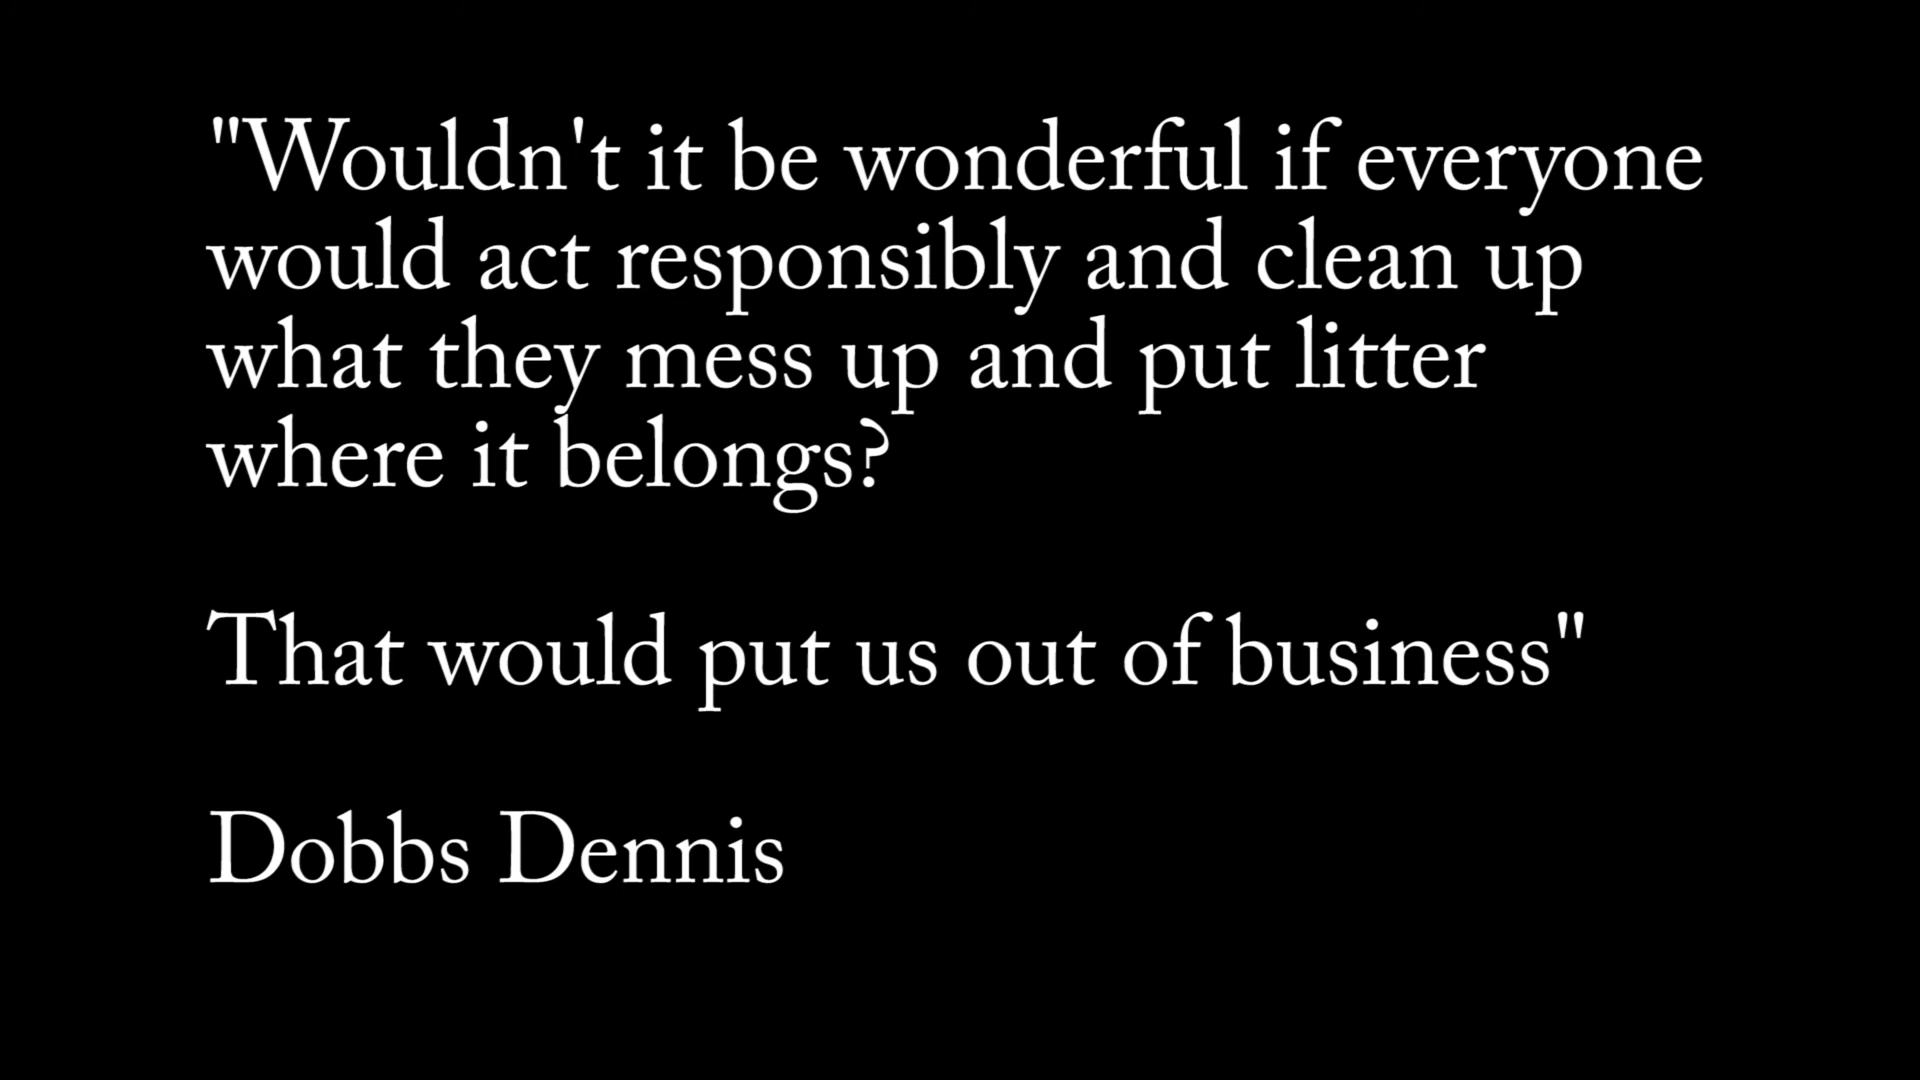 "Wouldn't it be wonderful if everyone
would act responsibly and clean up
what they mess up and put litter
where it belongs?
That would put us out of business"
Dobbs Dennis